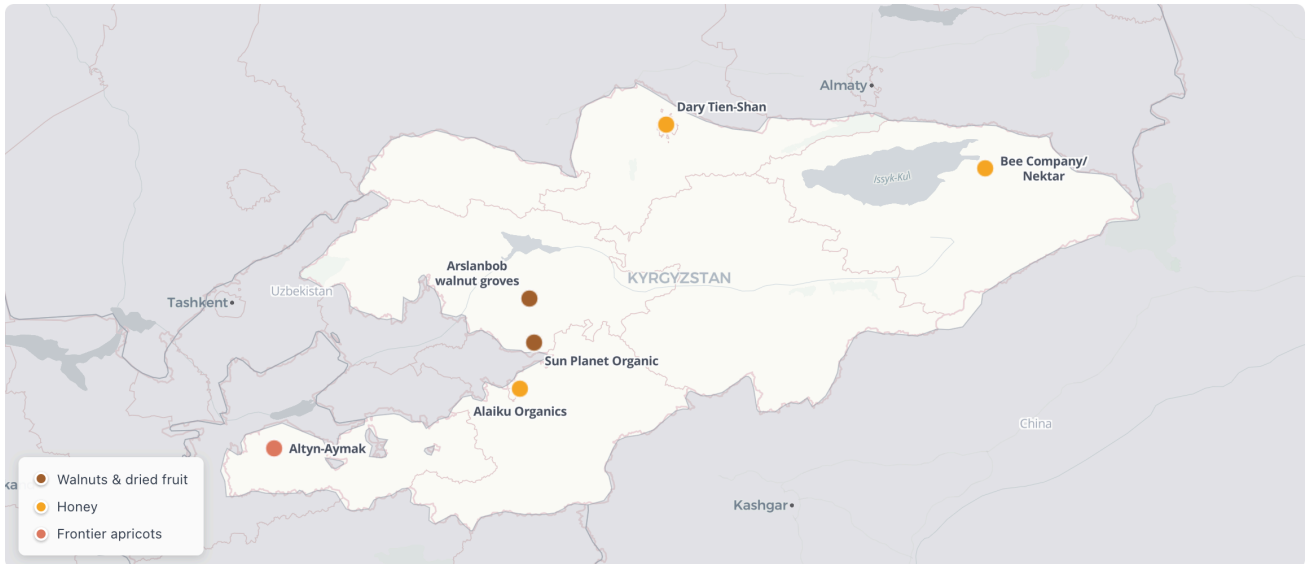 Almaty
Dary Tien-Shan
Bee Company/
Nektar
Issyk-Kul
Arslanbob
walnut groves
KYRGYZSTAN
Uzbekistan
Tashkent
Sun Planet Organic
Alaiku Organics
China
Altyn-Aymak
Walnuts & dried fruit
Honey
Frontier apricots
Kashgar